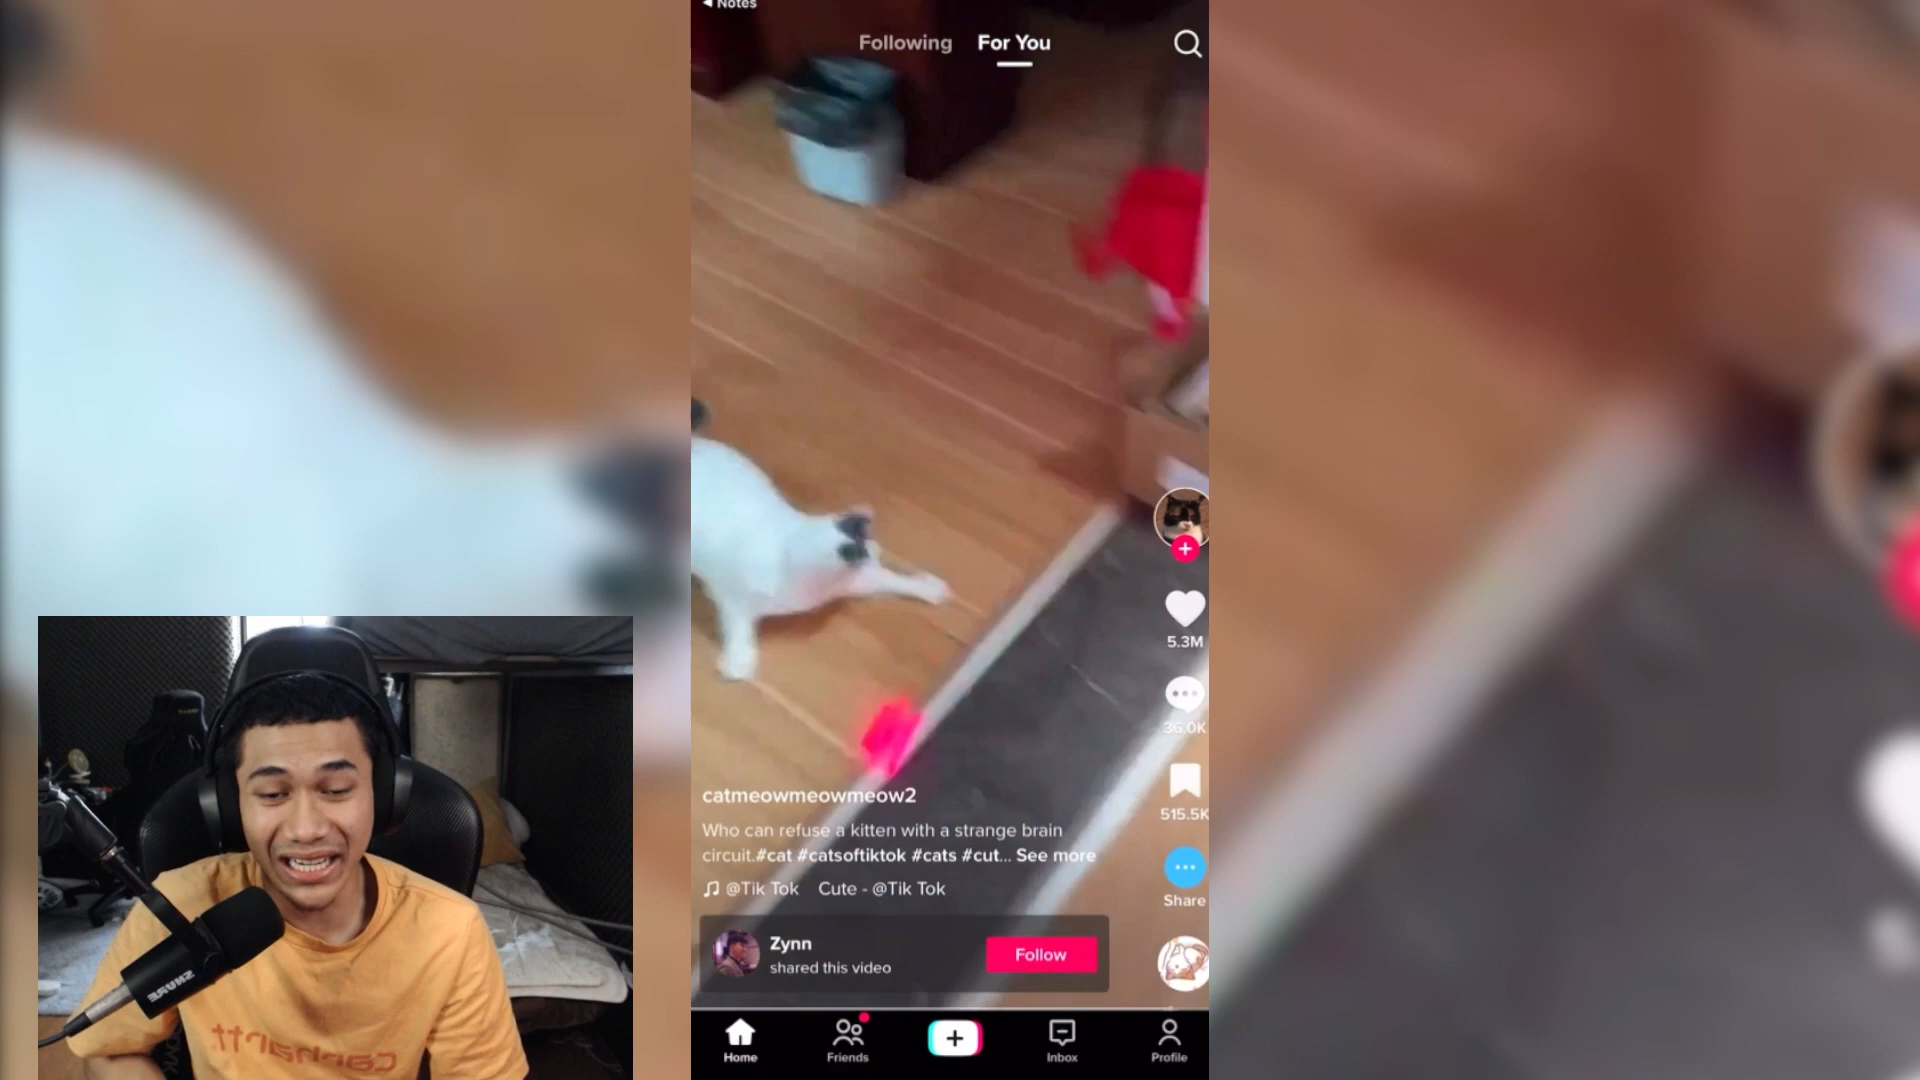 ◀ Notes
Following For You
5.3M
36.0K
515.5K
Share
catmeowmeowmeow2
Who can refuse a kitten with a strange brain
circuit.#cat #catsoftiktok #cats #cut... See more
@Tik Tok Cute - @Tik Tok
Zynn
shared this video
Follow
Home Friends Inbox Profile
SHURE
carhartt